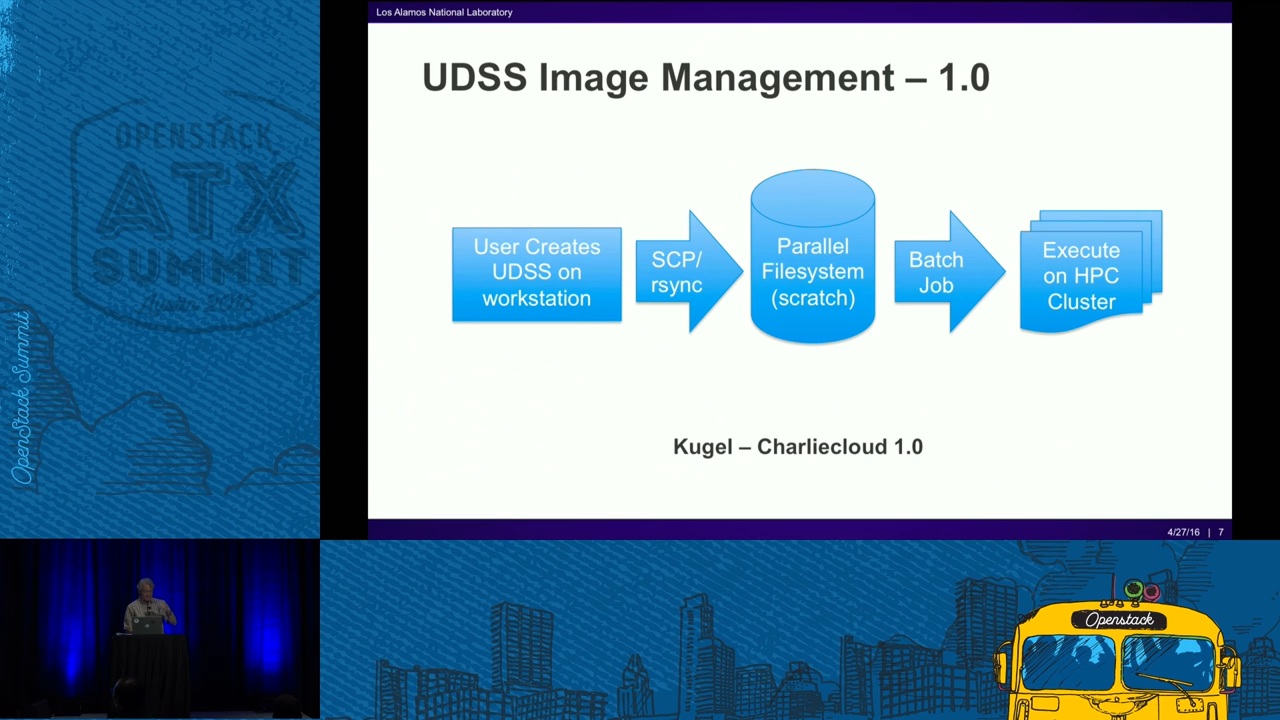 Los Alamos National Laboratory
UDSS Image Management – 1.0
User Creates
UDSS on
workstation
SCP/
rsync
Parallel
Filesystem
(scratch)
Batch
Job
Execute
on HPC
Cluster
Kugel – Charliecloud 1.0
4/27/16 | 7
OPENSTACK
ATX
SUMMIT
OpenStack Summit
Openstack